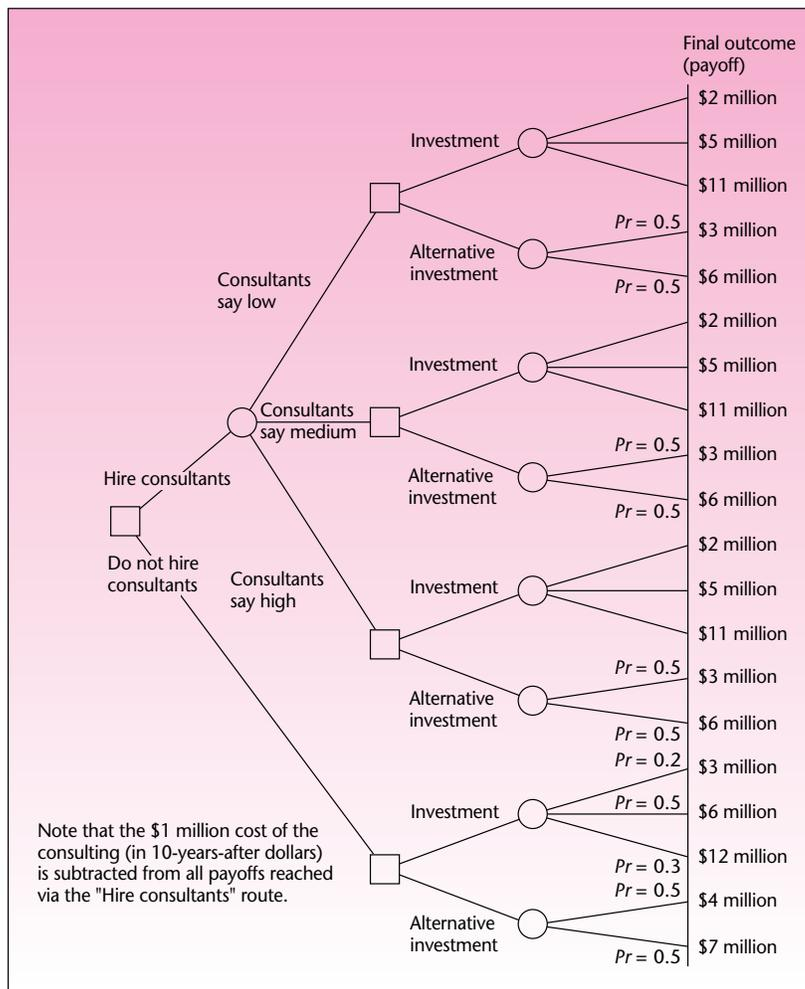 Final outcome
(payoff)
$2 million
Investment
$5 million
$11 million
Pr = 0.5
$3 million
Alternative
investment
$6 million
Pr = 0.5
Consultants
say low
$2 million
Investment
$5 million
$11 million
Consultants
say medium
Pr = 0.5
$3 million
Alternative
investment
$6 million
Pr = 0.5
Hire consultants
Do not hire
consultants
Consultants
say high
$2 million
Investment
$5 million
$11 million
Pr = 0.5
$3 million
Alternative
investment
$6 million
Pr = 0.5
Pr = 0.2
$3 million
Investment
Pr = 0.5
$6 million
$12 million
Pr = 0.3
Pr = 0.5
$4 million
Alternative
investment
$7 million
Pr = 0.5
Note that the $1 million cost of the
consulting (in 10-years-after dollars)
is subtracted from all payoffs reached
via the "Hire consultants" route.